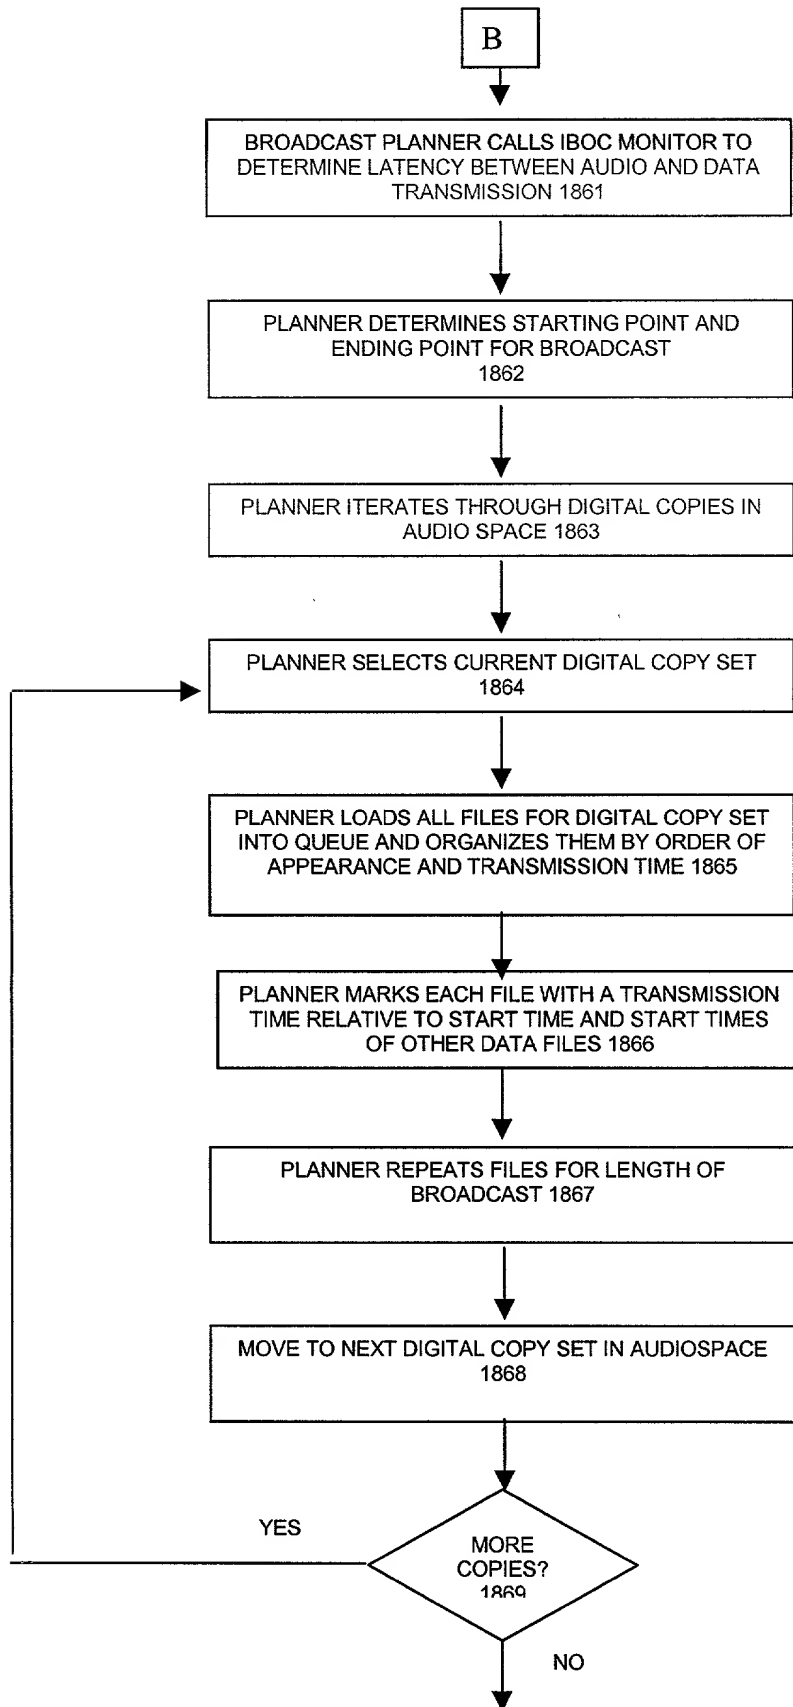 B
BROADCAST PLANNER CALLS IBOC MONITOR TO
DETERMINE LATENCY BETWEEN AUDIO AND DATA
TRANSMISSION 1861
PLANNER DETERMINES STARTING POINT AND
ENDING POINT FOR BROADCAST
1862
PLANNER ITERATES THROUGH DIGITAL COPIES IN
AUDIO SPACE 1863
PLANNER SELECTS CURRENT DIGITAL COPY SET
1864
PLANNER LOADS ALL FILES FOR DIGITAL COPY SET
INTO QUEUE AND ORGANIZES THEM BY ORDER OF
APPEARANCE AND TRANSMISSION TIME 1865
PLANNER MARKS EACH FILE WITH A TRANSMISSION
TIME RELATIVE TO START TIME AND START TIMES
OF OTHER DATA FILES 1866
PLANNER REPEATS FILES FOR LENGTH OF
BROADCAST 1867
MOVE TO NEXT DIGITAL COPY SET IN AUDIOSPACE
1868
YES
MORE
COPIES?
1869
NO